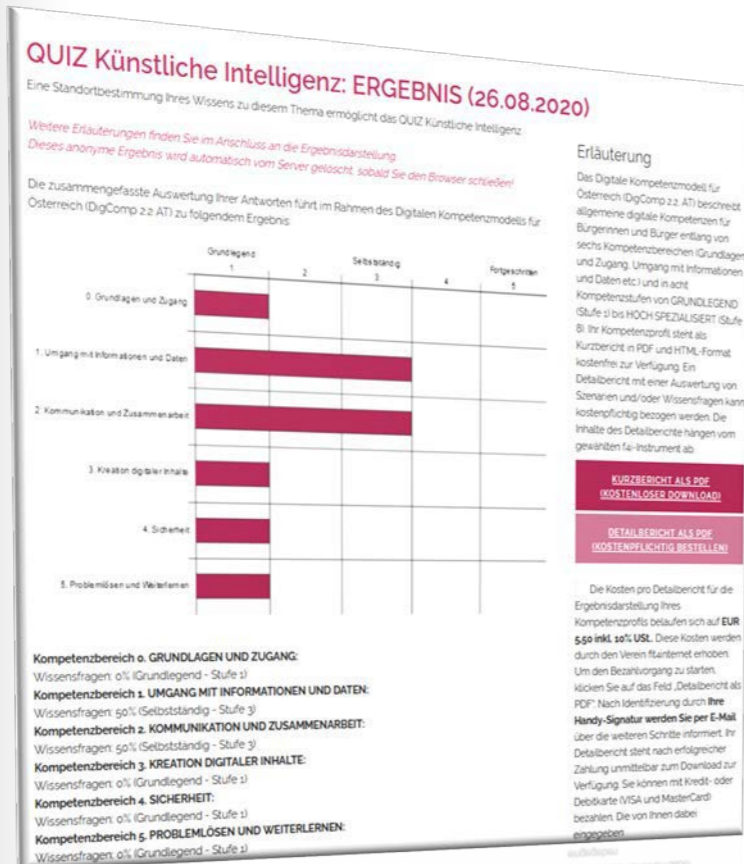 QUIZ Künstliche Intelligenz: ERGEBNIS (26.08.2020)
Eine Standortbestimmung Ihres Wissens zu diesem Thema ermöglicht das QUIZ Künstliche Intelligenz
Weitere Erläuterungen finden Sie im Anschluss an die Ergebnisdarstellung.
Dieses anonyme Ergebnis wird automatisch vom Server gelöscht, sobald Sie den Browser schließen!
Die zusammengefasste Auswertung Ihrer Antworten führt im Rahmen des Digitalen Kompetenzmodells für
Österreich (DigComp 2.2 AT) zu folgendem Ergebnis:
Grundlegend Selbstständig Fortgeschritten
1 2 3 4 5
0. Grundlagen und Zugang
1. Umgang mit Informationen und Daten
2. Kommunikation und Zusammenarbeit
3. Kreation digitaler Inhalte
4. Sicherheit
5. Problemlösen und Weiterlernen
Kompetenzbereich 0. GRUNDLAGEN UND ZUGANG:
Wissensfragen: 0% (Grundlegend - Stufe 1)
Kompetenzbereich 1. UMGANG MIT INFORMATIONEN UND DATEN:
Wissensfragen: 50% (Selbstständig - Stufe 3)
Kompetenzbereich 2. KOMMUNIKATION UND ZUSAMMENARBEIT:
Wissensfragen: 50% (Selbstständig - Stufe 3)
Kompetenzbereich 3. KREATION DIGITALER INHALTE:
Wissensfragen: 0% (Grundlegend - Stufe 1)
Kompetenzbereich 4. SICHERHEIT:
Wissensfragen: 0% (Grundlegend - Stufe 1)
Kompetenzbereich 5. PROBLEMLÖSEN UND WEITERLERNEN:
Wissensfragen: 0% (Grundlegend - Stufe 1)
Erläuterung
Das Digitale Kompetenzmodell für
Österreich (DigComp 2.2 AT) beschreibt
allgemeine digitale Kompetenzen für
Bürgerinnen und Bürger entlang von
sechs Kompetenzbereichen (Grundlagen
und Zugang, Umgang mit Informationen
und Daten etc.) und in acht
Kompetenzstufen von GRUNDLEGEND
(Stufe 1) bis HOCH SPEZIALISIERT (Stufe
8). Ihr Kompetenzprofil steht als
Kurzbericht in PDF und HTML-Format
kostenfrei zur Verfügung. Ein
Detailbericht mit einer Auswertung von
Szenarien und/oder Wissensfragen kann
kostenpflichtig bezogen werden. Die
Inhalte des Detailberichte hängen vom
gewählten f4i-Instrument ab.
KURZBERICHT ALS PDF
(KOSTENLOSER DOWNLOAD)
DETAILBERICHT ALS PDF
(KOSTENPFLICHTIG BESTELLEN)
Die Kosten pro Detailbericht für die
Ergebnisdarstellung Ihres
Kompetenzprofils belaufen sich auf EUR
5,50 inkl. 10% USt. Diese Kosten werden
durch den Verein fit4internet erhoben.
Um den Bezahlvorgang zu starten,
klicken Sie auf das Feld „Detailbericht als
PDF“. Nach Identifizierung durch Ihre
Handy-Signatur werden Sie per E-Mail
über die weiteren Schritte informiert. Ihr
Detailbericht steht nach erfolgreicher
Zahlung unmittelbar zum Download zur
Verfügung. Sie können mit Kredit- oder
Debitkarte (VISA und MasterCard)
bezahlen. Die von Ihnen dabei
eingegeben